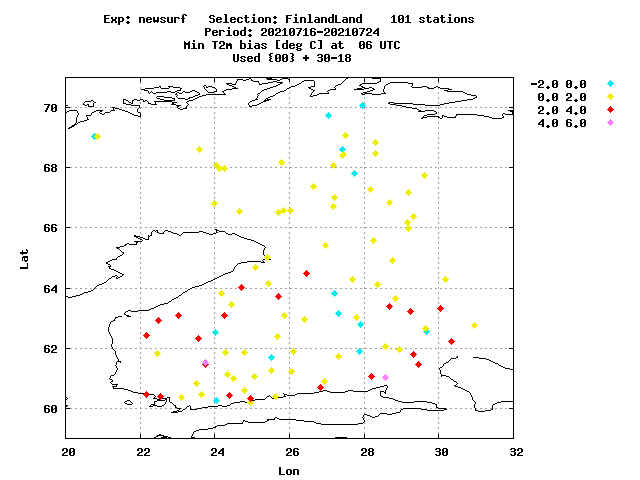 Exp: newsurf   Selection: FinlandLand    101 stations
Period: 20210716-20210724
Min T2m bias [deg C] at  06 UTC
Used {00} + 30-18
-2.0 0.0
0.0 2.0
2.0 4.0
4.0 6.0
70
68
66
64
62
60
Lat
20 22 24 26 28 30 32
Lon